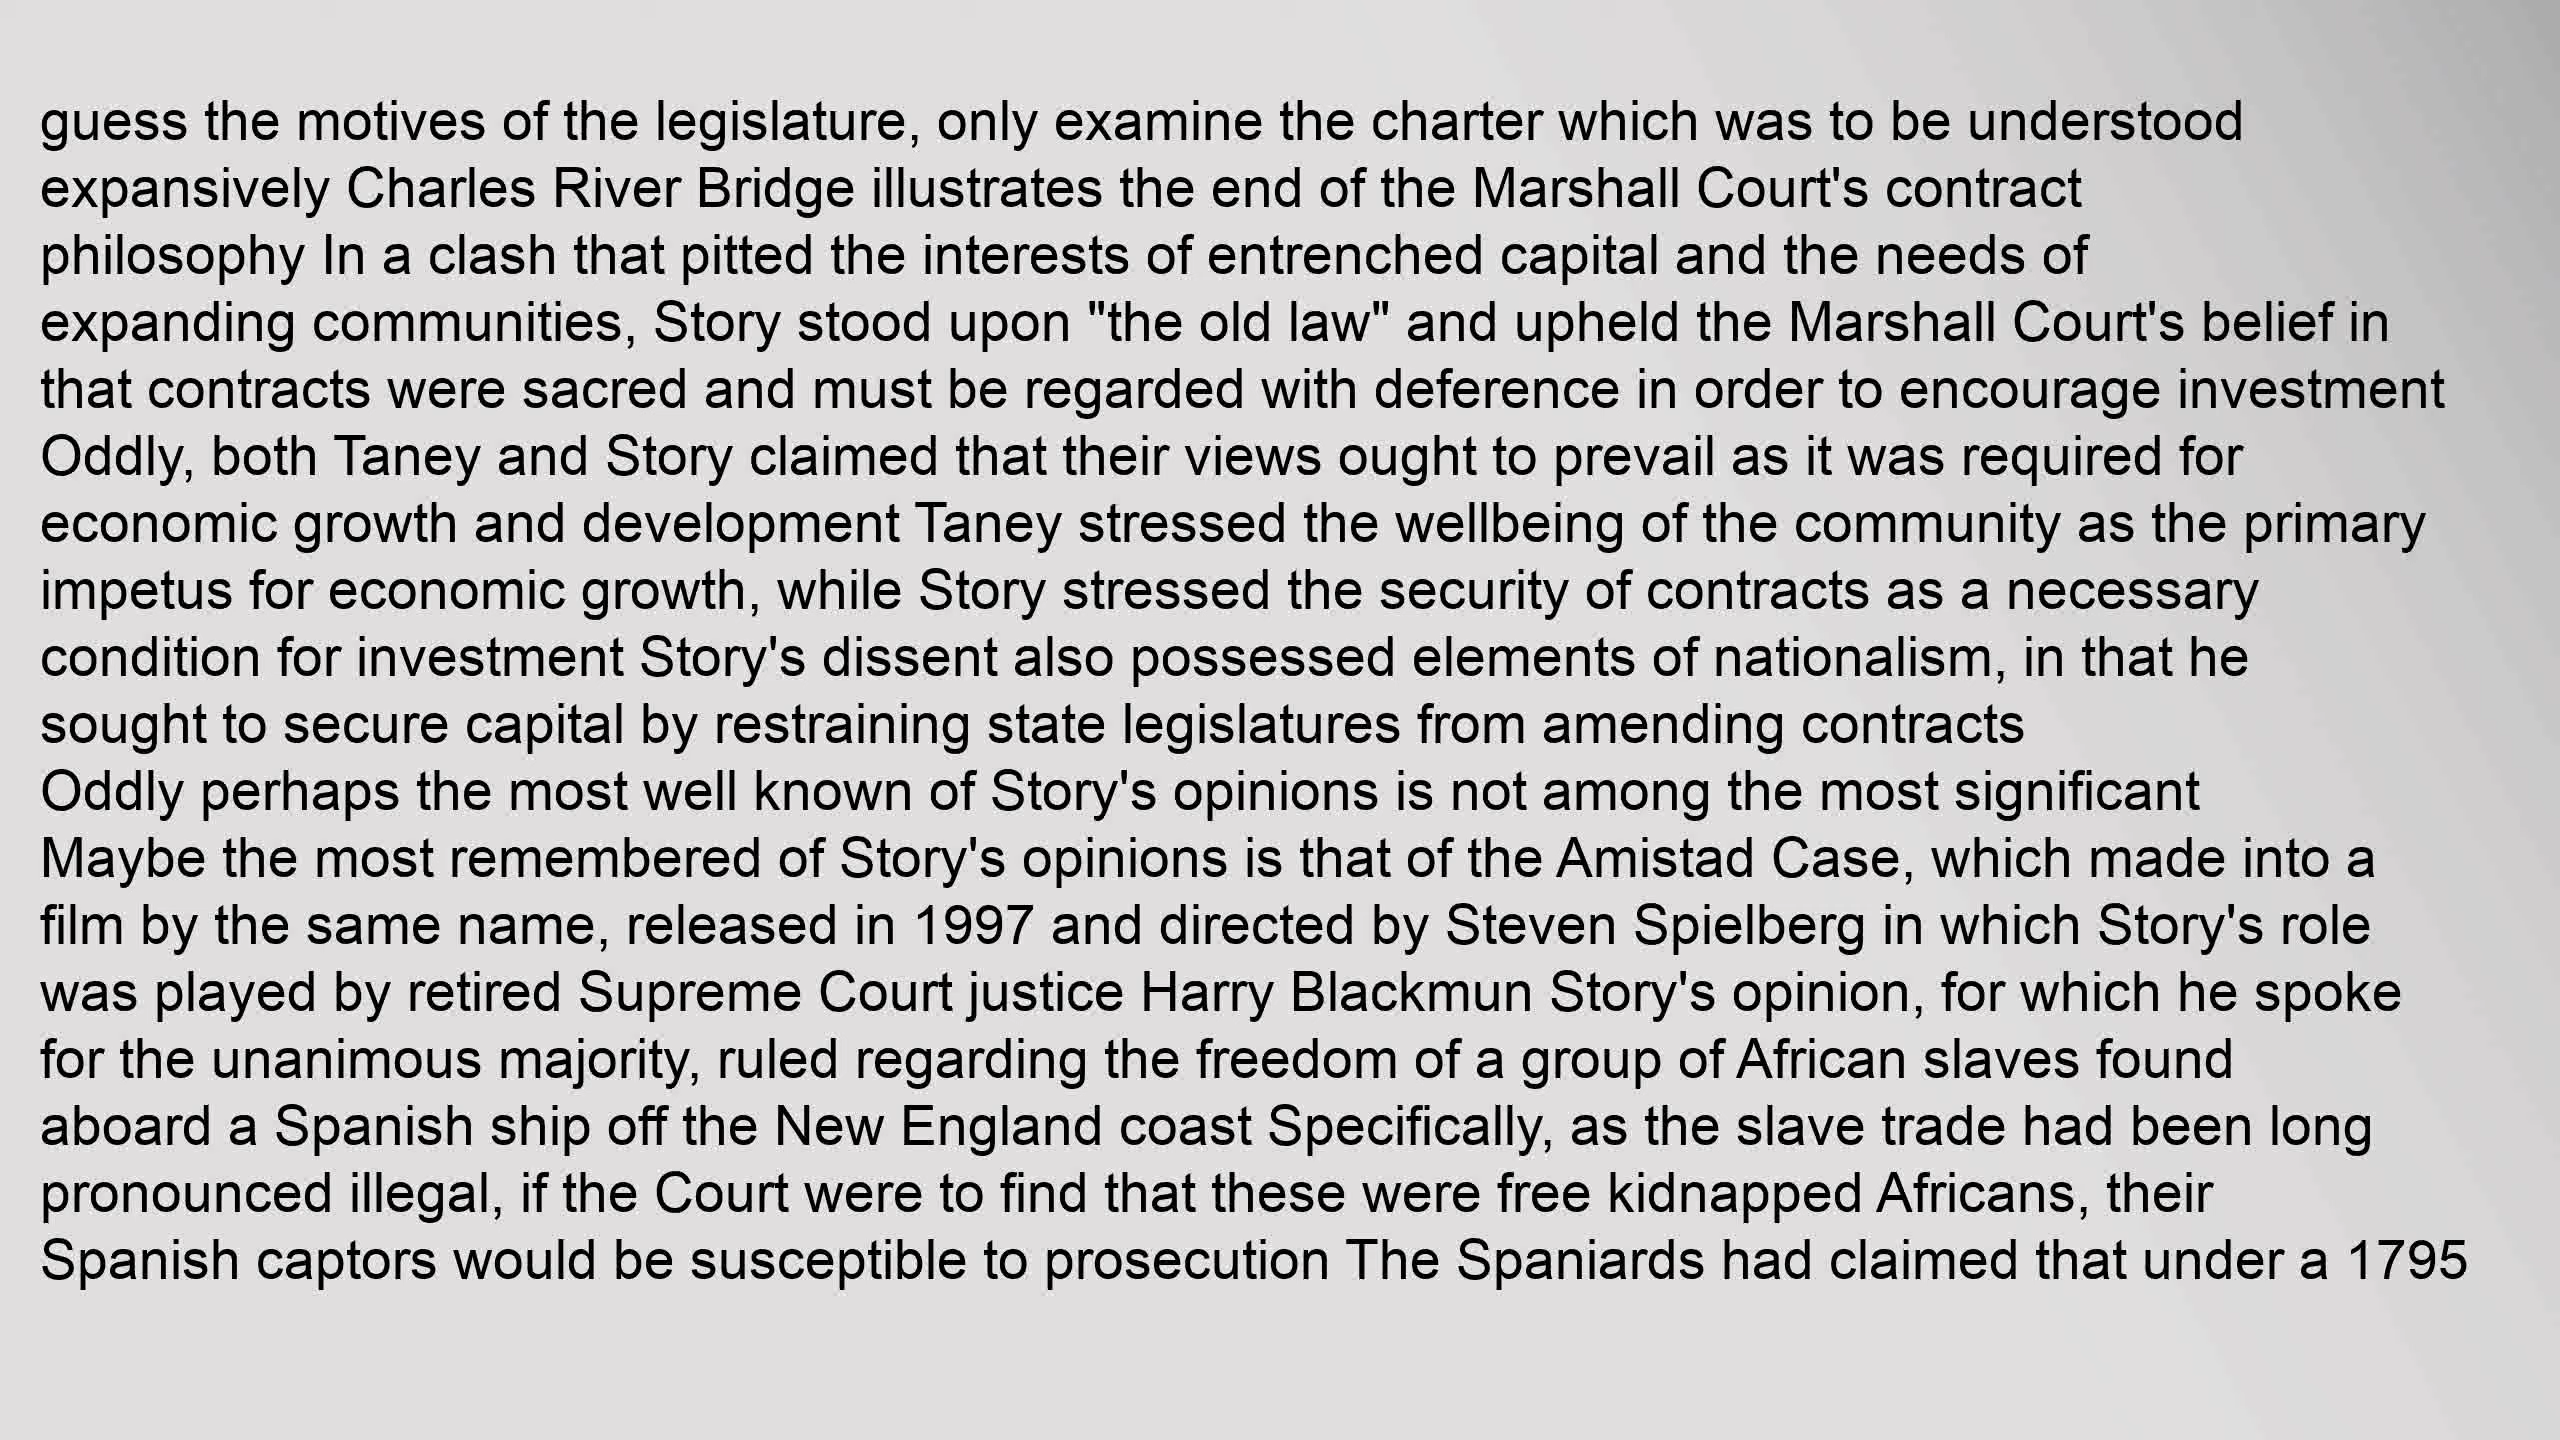 guess the motives of the legislature, only examine the charter which was to be understood
expansively Charles River Bridge illustrates the end of the Marshall Court's contract
philosophy In a clash that pitted the interests of entrenched capital and the needs of
expanding communities, Story stood upon "the old law" and upheld the Marshall Court's belief in
that contracts were sacred and must be regarded with deference in order to encourage investment
Oddly, both Taney and Story claimed that their views ought to prevail as it was required for
economic growth and development Taney stressed the wellbeing of the community as the primary
impetus for economic growth, while Story stressed the security of contracts as a necessary
condition for investment Story's dissent also possessed elements of nationalism, in that he
sought to secure capital by restraining state legislatures from amending contracts
Oddly perhaps the most well known of Story's opinions is not among the most significant
Maybe the most remembered of Story's opinions is that of the Amistad Case, which made into a
film by the same name, released in 1997 and directed by Steven Spielberg in which Story's role
was played by retired Supreme Court justice Harry Blackmun Story's opinion, for which he spoke
for the unanimous majority, ruled regarding the freedom of a group of African slaves found
aboard a Spanish ship off the New England coast Specifically, as the slave trade had been long
pronounced illegal, if the Court were to find that these were free kidnapped Africans, their
Spanish captors would be susceptible to prosecution The Spaniards had claimed that under a 1795